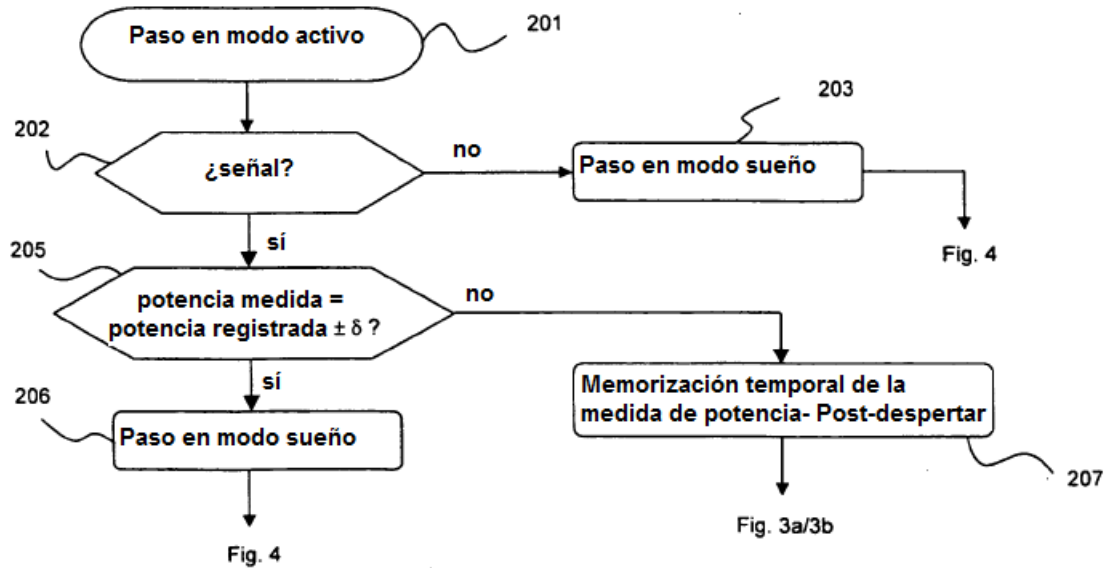 Paso en modo activo
201
202
¿señal?
no
203
Paso en modo sueño
sí
Fig. 4
205
potencia medida =
potencia registrada ± δ ?
no
sí
206
Paso en modo sueño
Memorización temporal de la
medida de potencia- Post-despertar
207
Fig. 4
Fig. 3a/3b